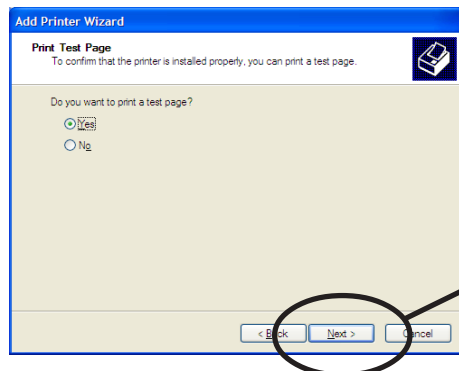 Add Printer Wizard
Print Test Page
To confirm that the printer is installed properly, you can print a test page.
Do you want to print a test page?
Yes
No
< Back Next > Cancel